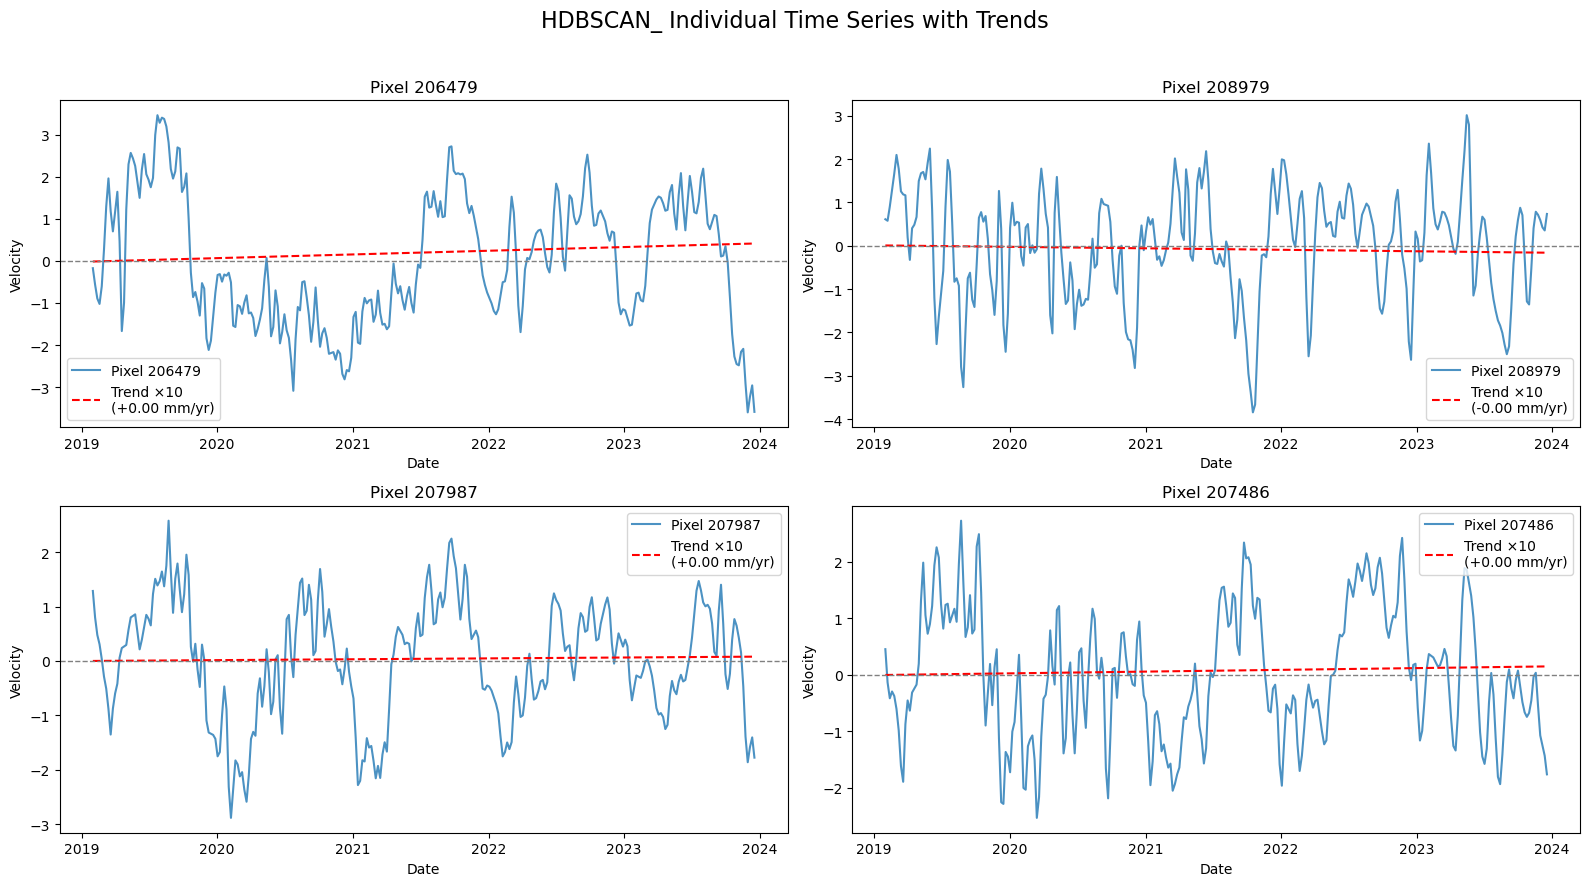 HDBSCAN_ Individual Time Series with Trends
Pixel 206479
Velocity
3
2
1
0
−1
−2
−3
Pixel 206479
Trend ×10
(+0.00 mm/yr)
2019 2020 2021 2022 2023 2024
Date
Pixel 208979
Velocity
3
2
1
0
−1
−2
−3
−4
Pixel 208979
Trend ×10
(-0.00 mm/yr)
2019 2020 2021 2022 2023 2024
Date
Pixel 207987
Velocity
2
1
0
−1
−2
−3
Pixel 207987
Trend ×10
(+0.00 mm/yr)
2019 2020 2021 2022 2023 2024
Date
Pixel 207486
Velocity
2
1
0
−1
−2
Pixel 207486
Trend ×10
(+0.00 mm/yr)
2019 2020 2021 2022 2023 2024
Date